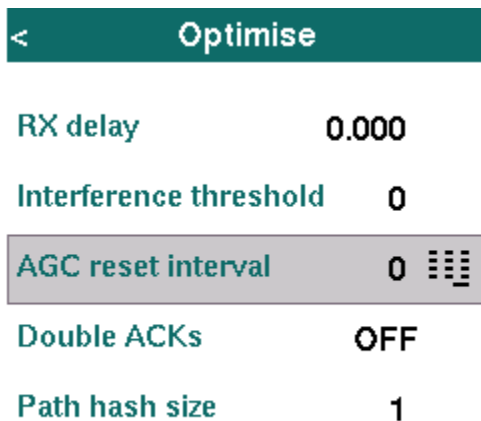 < Optimise
RX delay 0.000
Interference threshold 0
AGC reset interval 0
Double ACKs OFF
Path hash size 1